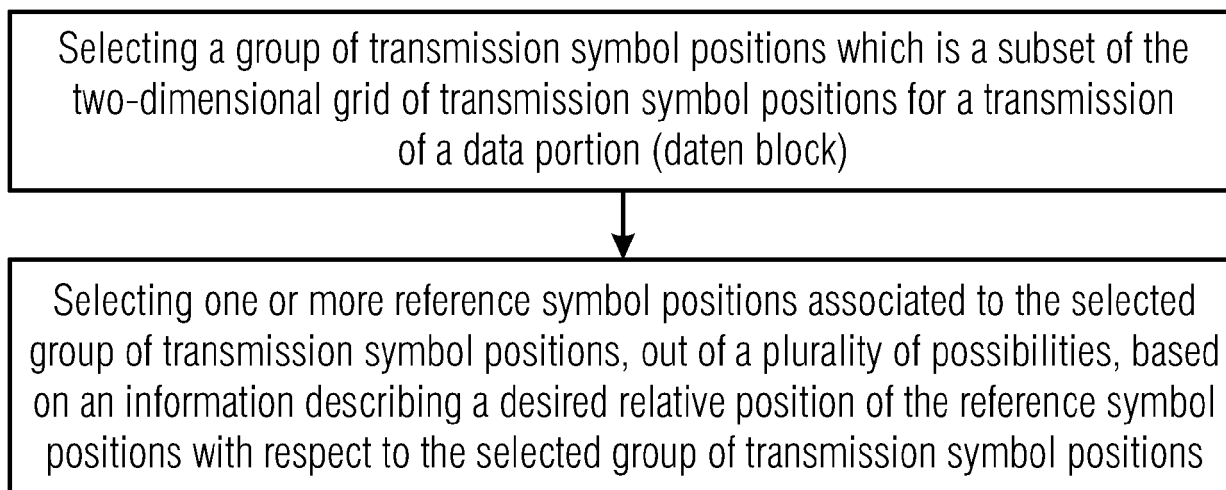 Selecting a group of transmission symbol positions which is a subset of the
two-dimensional grid of transmission symbol positions for a transmission
of a data portion (daten block)
Selecting one or more reference symbol positions associated to the selected
group of transmission symbol positions, out of a plurality of possibilities, based
on an information describing a desired relative position of the reference symbol
positions with respect to the selected group of transmission symbol positions